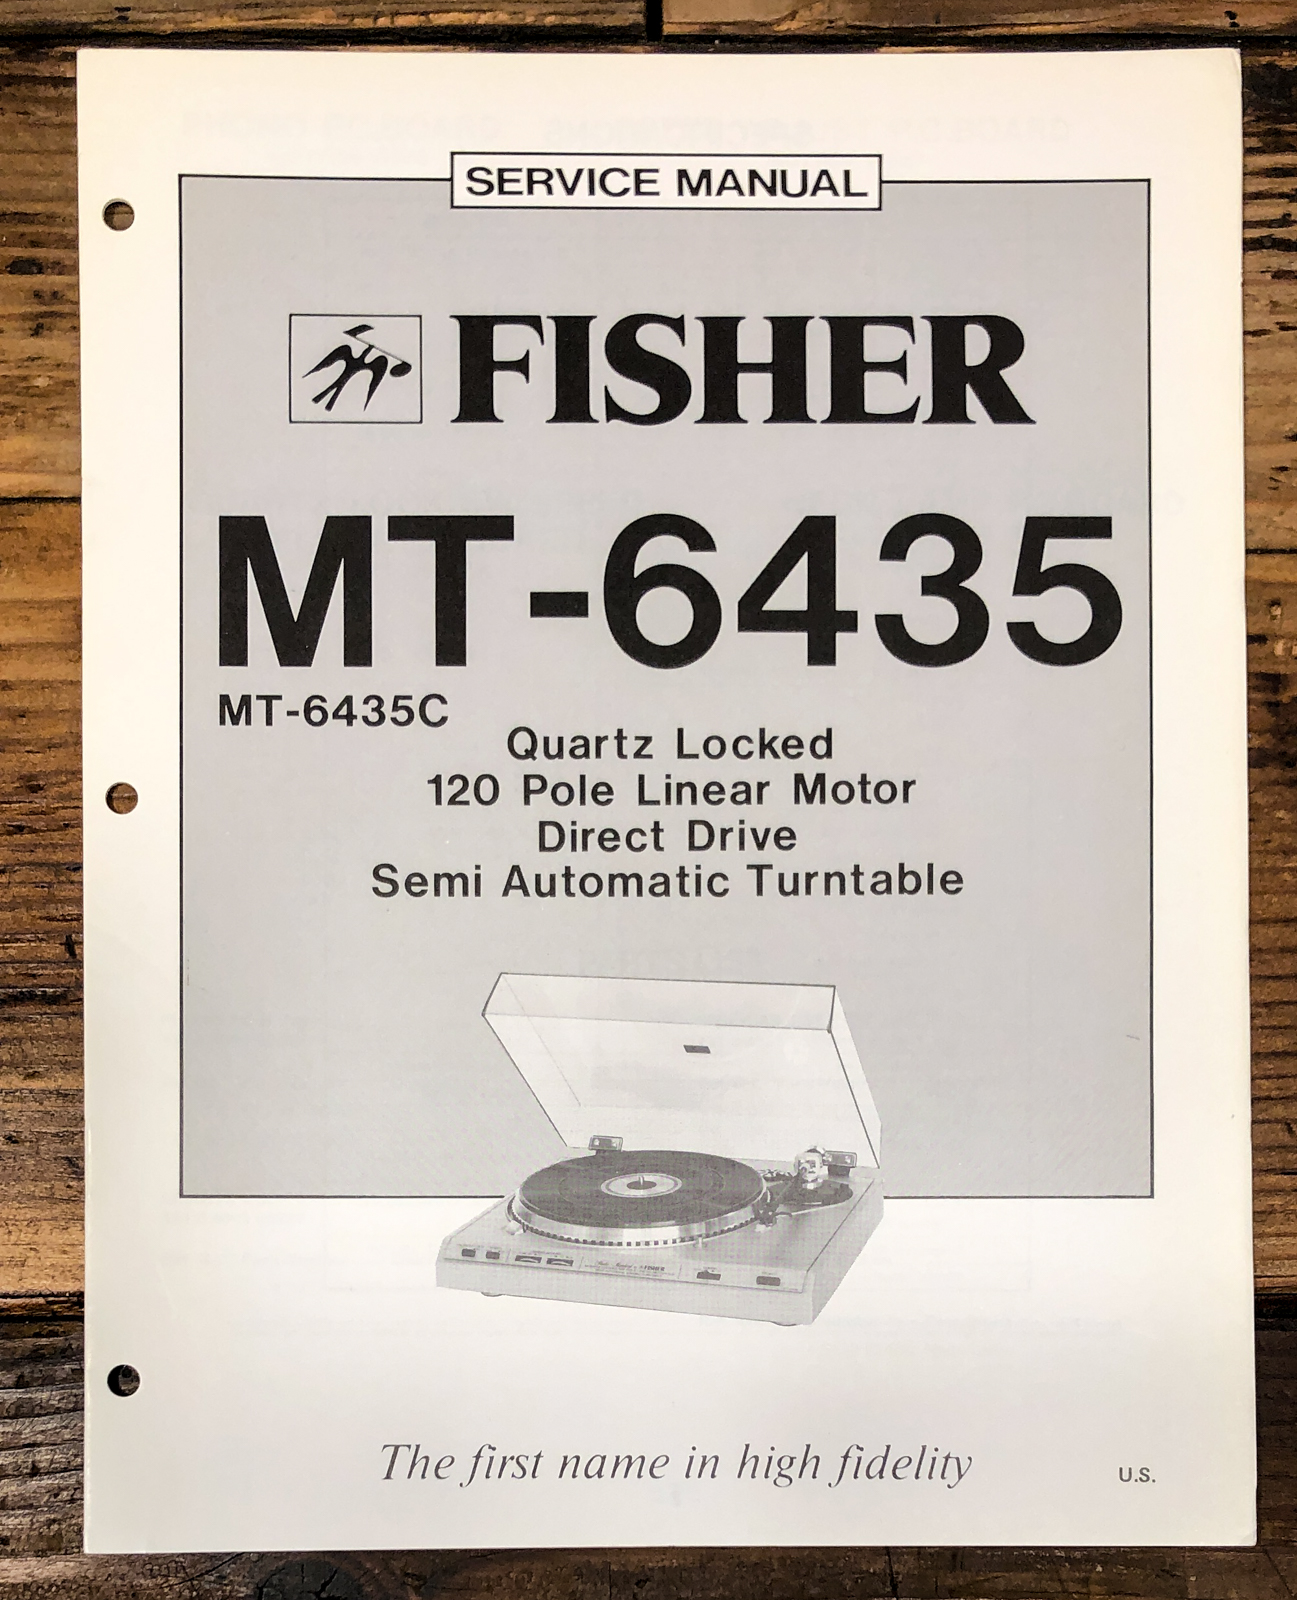 SERVICE MANUAL
FISHER
MT-6435
MT-6435C
Quartz Locked
120 Pole Linear Motor
Direct Drive
Semi Automatic Turntable
FISHER
The first name in high fidelity
U.S.